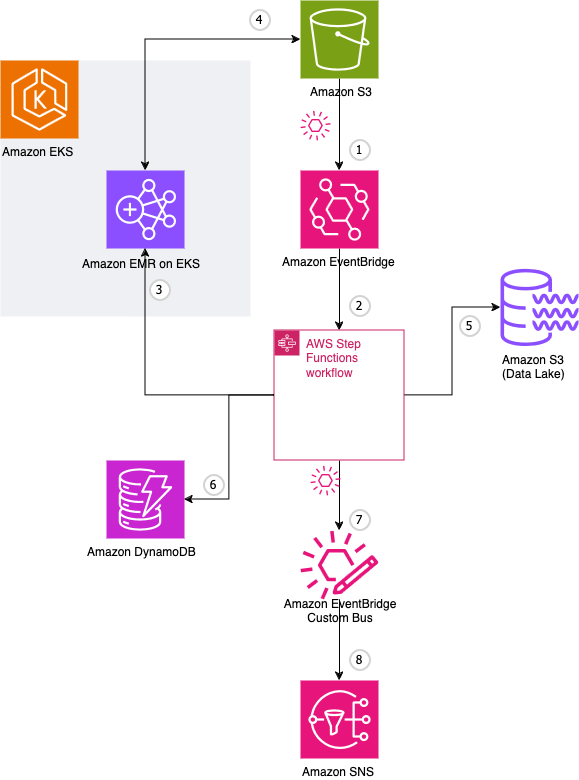 4
Amazon S3
Amazon EKS
1
Amazon EMR on EKS
Amazon EventBridge
3
2
5
AWS Step
Functions
workflow
Amazon S3
(Data Lake)
6
7
Amazon DynamoDB
Amazon EventBridge
Custom Bus
8
Amazon SNS